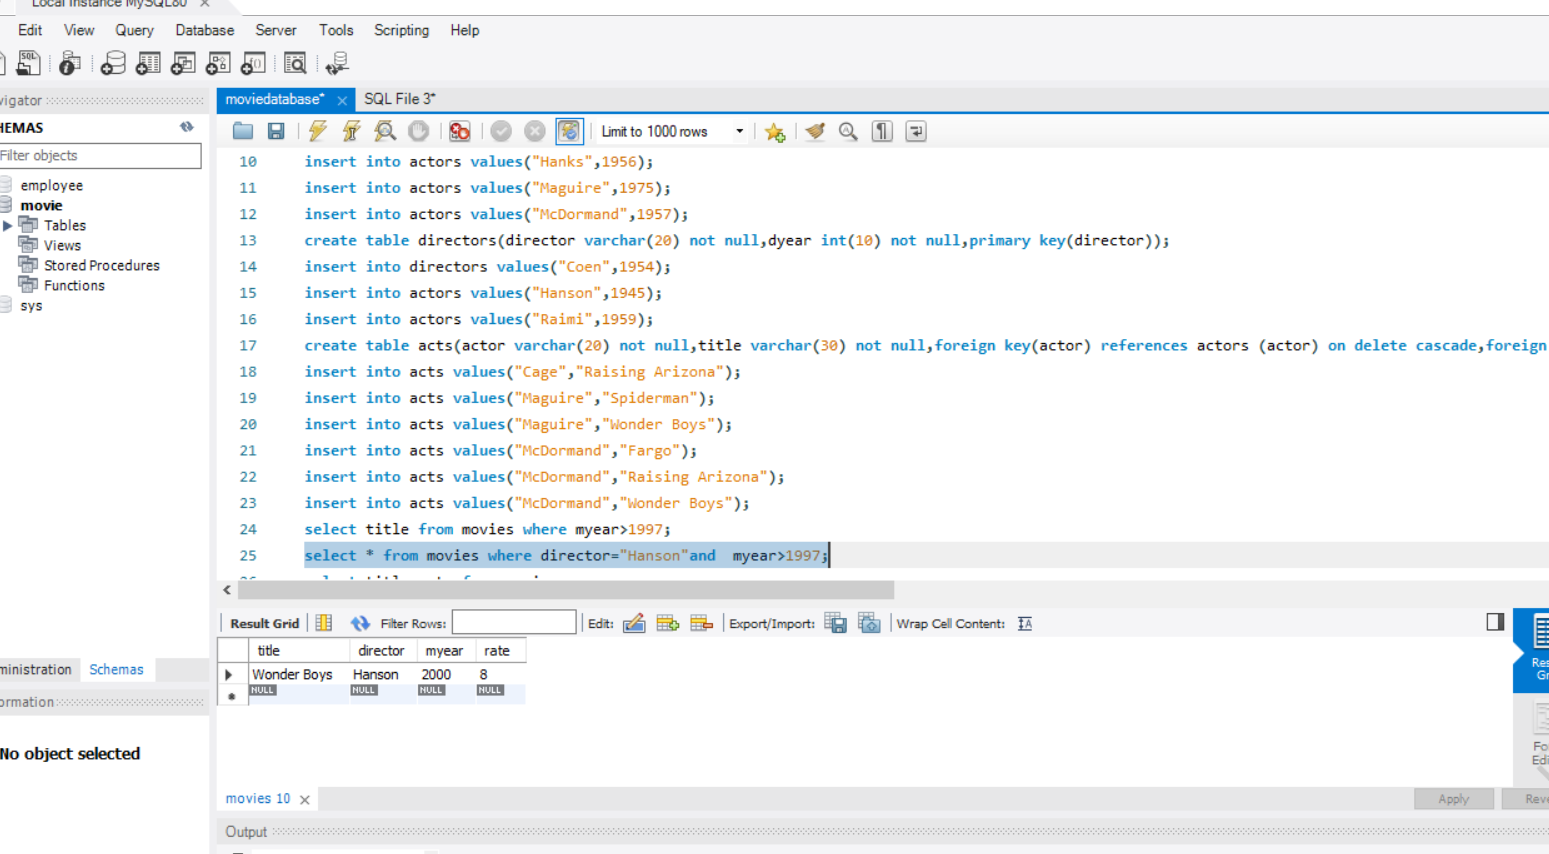 Local instance MySQL80 ×
Edit View Query Database Server Tools Scripting Help
moviedatabase* × SQL File 3*
Limit to 1000 rows
Filter objects
employee
movie
Tables
Views
Stored Procedures
Functions
sys
10 insert into actors values("Hanks",1956);
11 insert into actors values("Maguire",1975);
12 insert into actors values("McDormand",1957);
13 create table directors(director varchar(20) not null,dyear int(10) not null,primary key(director));
14 insert into directors values("Coen",1954);
15 insert into actors values("Hanson",1945);
16 insert into actors values("Raimi",1959);
17 create table acts(actor varchar(20) not null,title varchar(30) not null,foreign key(actor) references actors (actor) on delete cascade,foreign
18 insert into acts values("Cage","Raising Arizona");
19 insert into acts values("Maguire","Spiderman");
20 insert into acts values("Maguire","Wonder Boys");
21 insert into acts values("McDormand","Fargo");
22 insert into acts values("McDormand","Raising Arizona");
23 insert into acts values("McDormand","Wonder Boys");
24 select title from movies where myear>1997;
25 select * from movies where director="Hanson"and  myear>1997;
Result Grid Filter Rows: Edit: Export/Import: Wrap Cell Content:
title director myear rate
Wonder Boys Hanson 2000 8
NULL NULL NULL NULL
Schemas
No object selected
movies 10 ×
Apply
Output